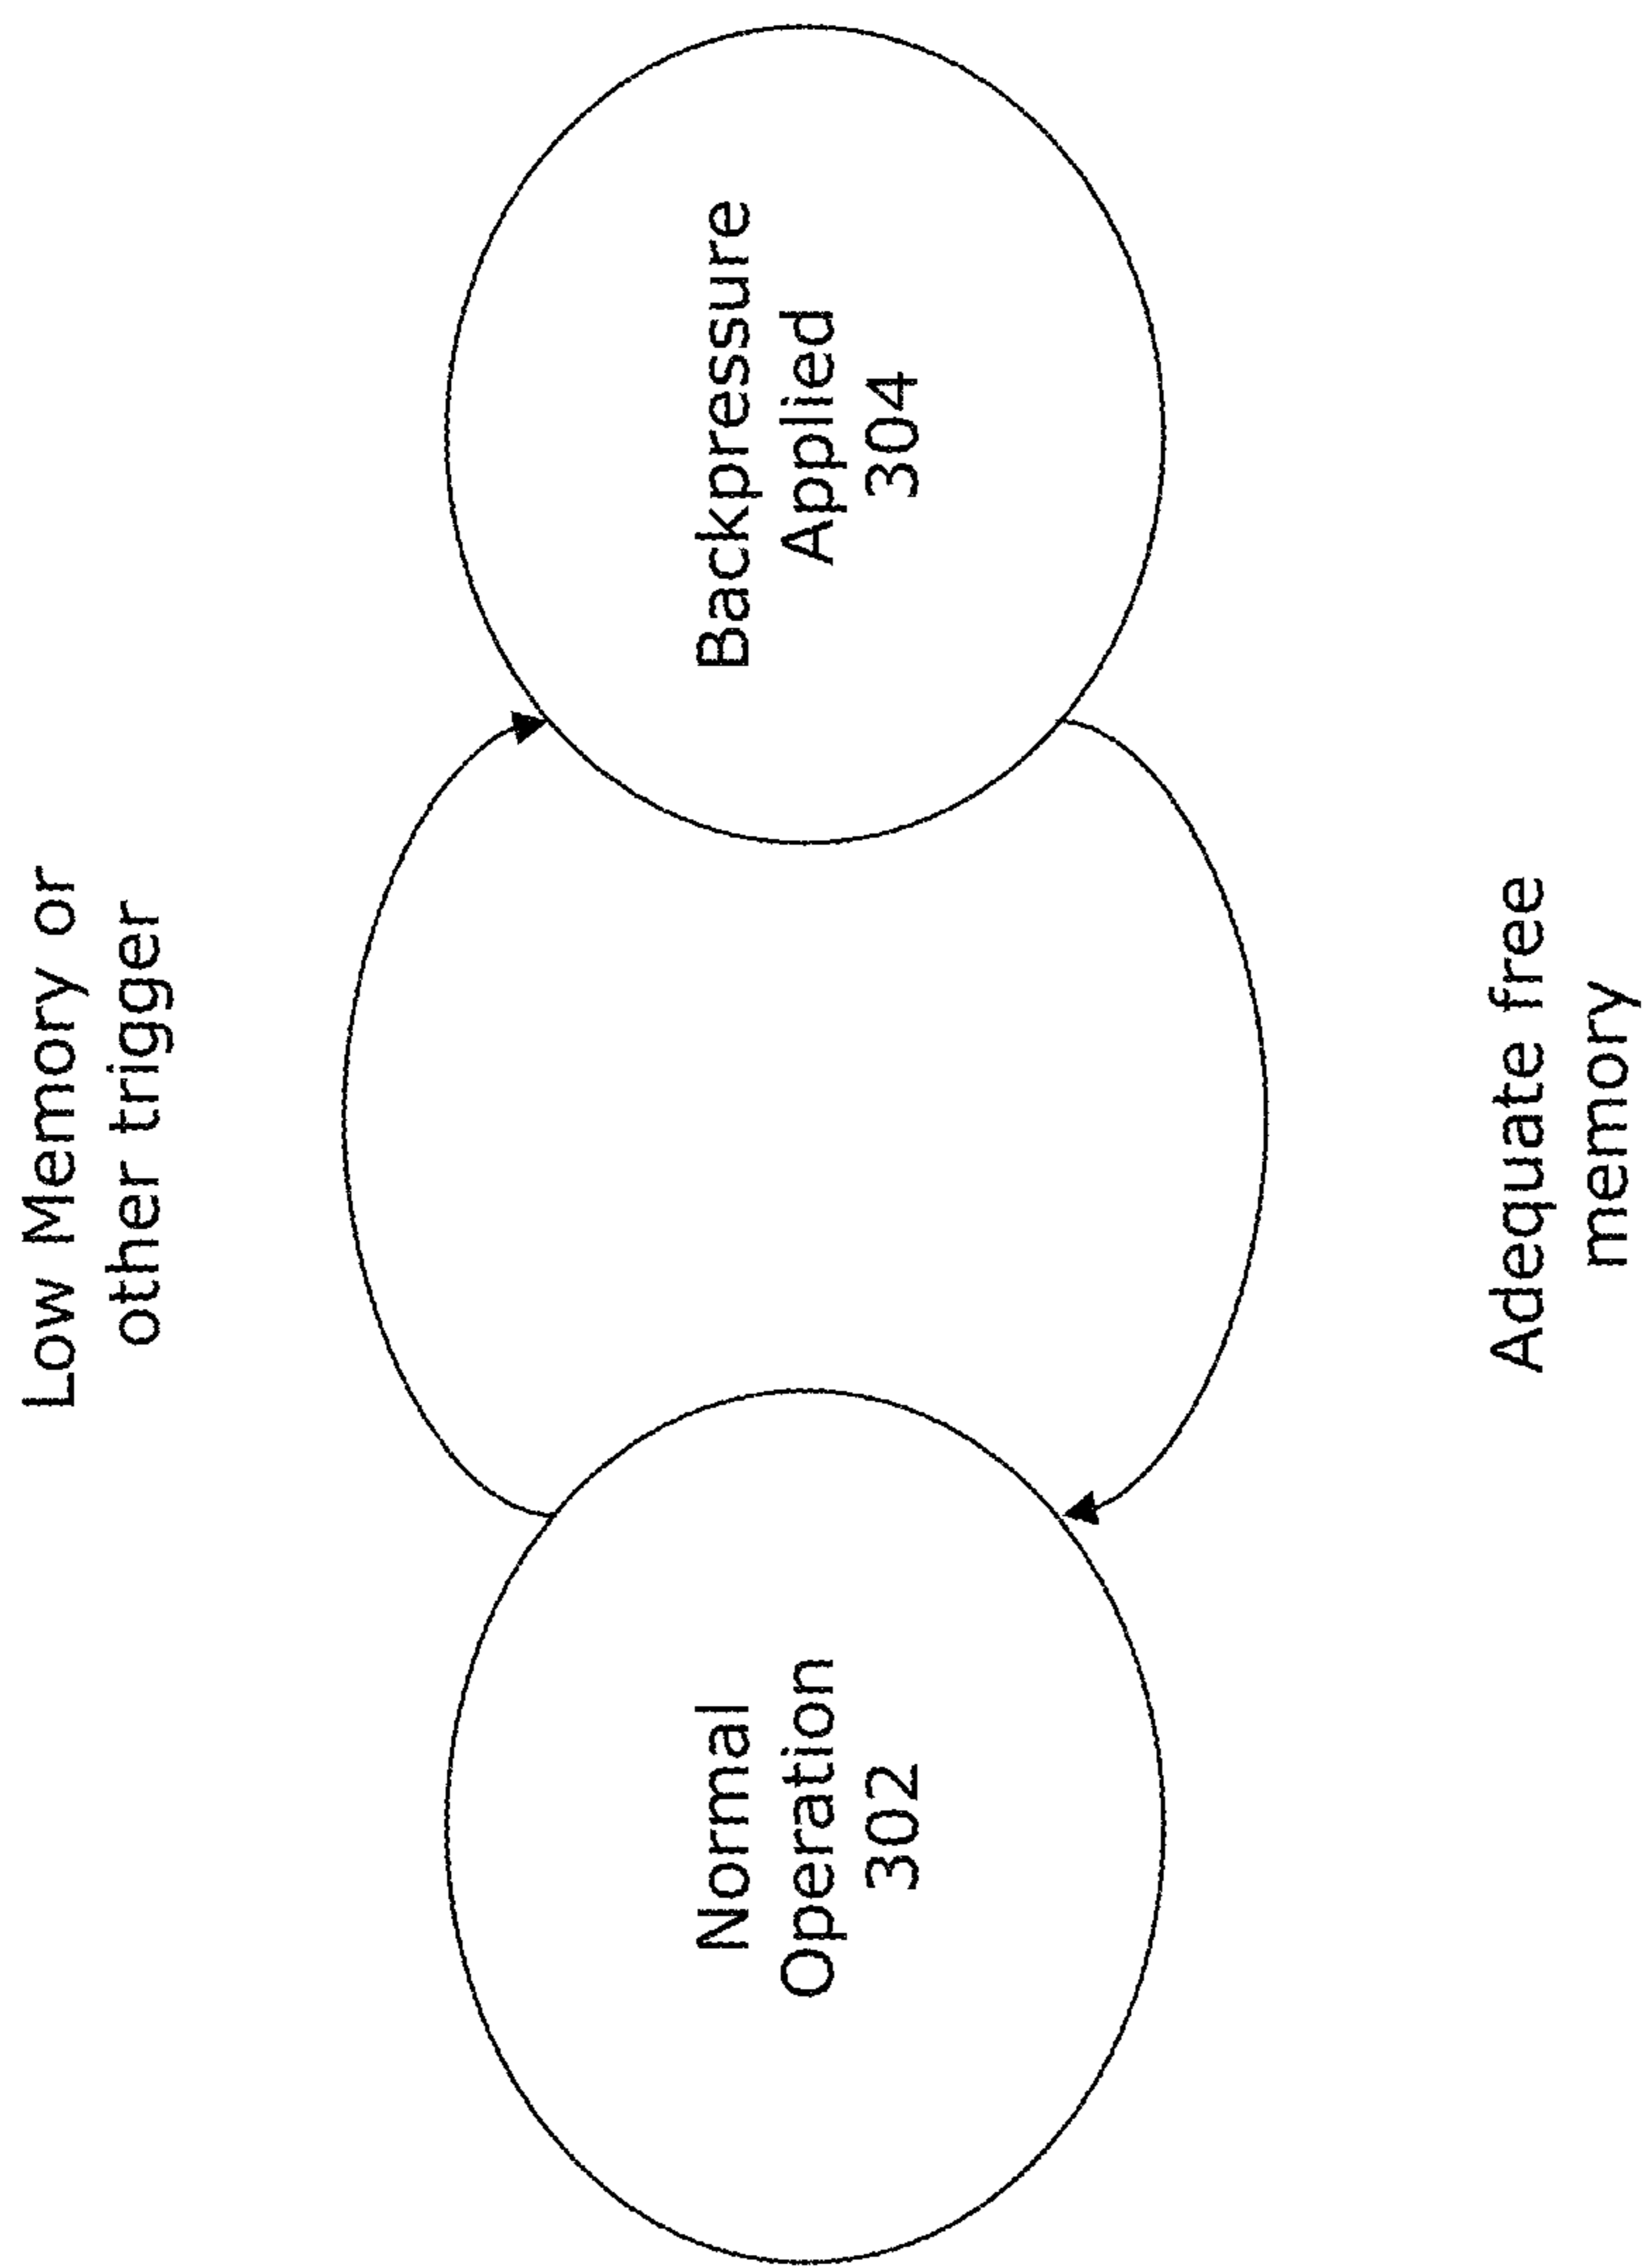 Low Memory or
other trigger
Normal
Operation
302
Backpressure
Applied
304
Adequate free
memory